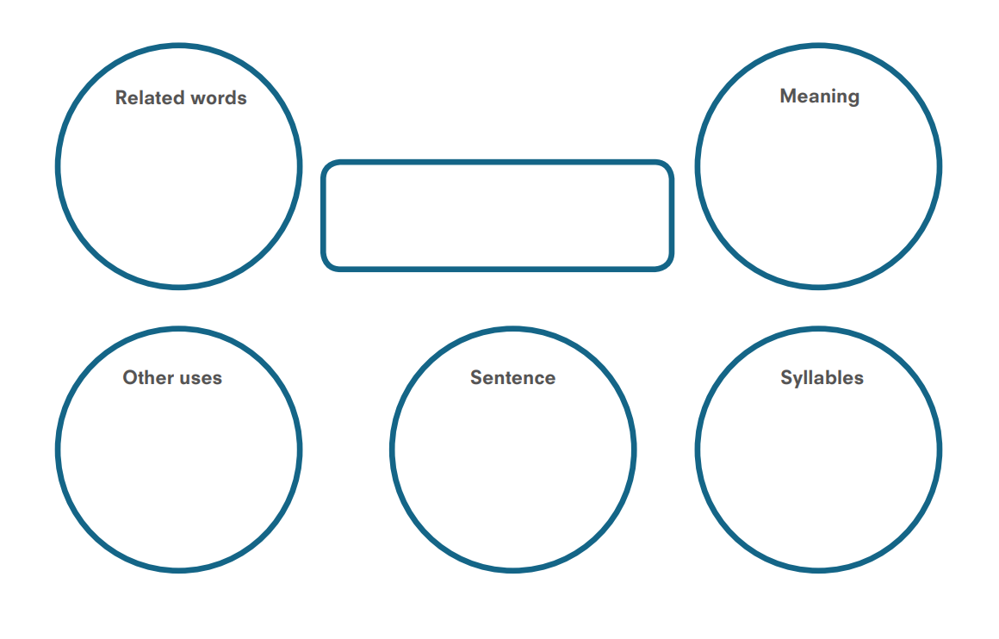 Related words
Meaning
Other uses
Sentence
Syllables